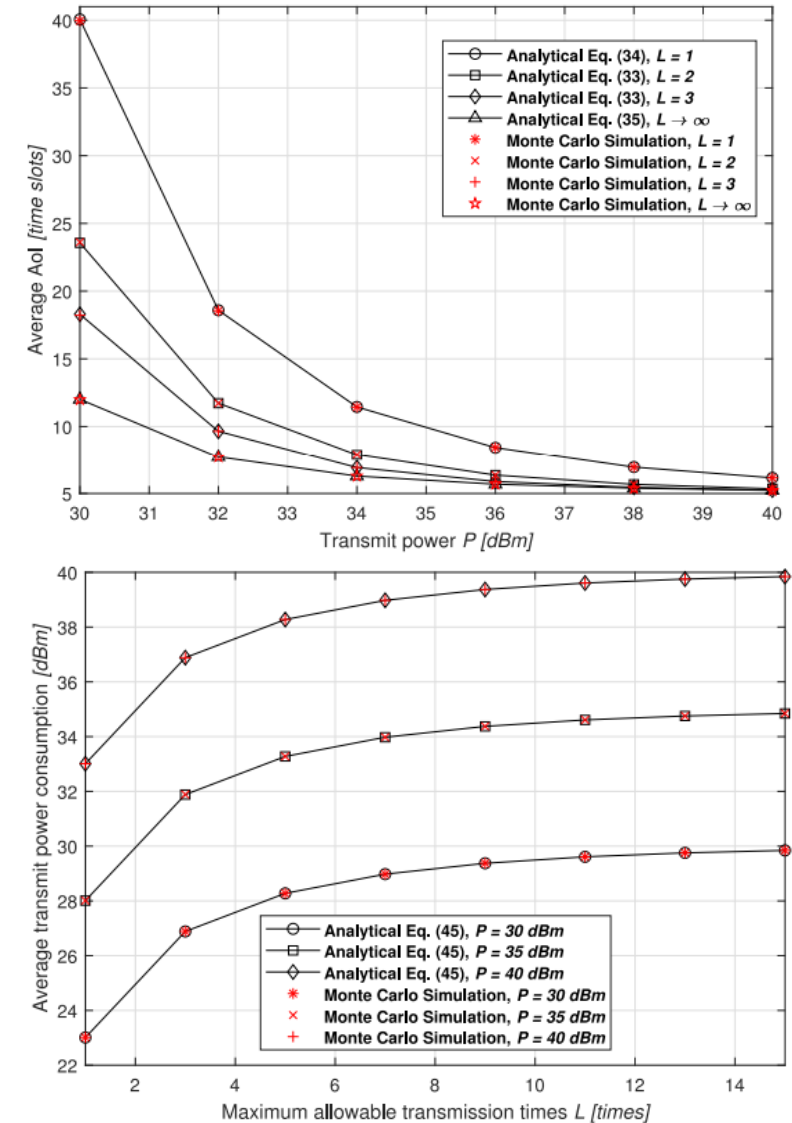 40
35
30
25
20
15
10
5
Average AoI [time slots]
Analytical Eq. (34), L = 1
Analytical Eq. (33), L = 2
Analytical Eq. (33), L = 3
Analytical Eq. (35), L → ∞
Monte Carlo Simulation, L = 1
Monte Carlo Simulation, L = 2
Monte Carlo Simulation, L = 3
Monte Carlo Simulation, L → ∞
30 31 32 33 34 35 36 37 38 39 40
Transmit power P [dBm]
40
38
36
34
32
30
28
26
24
22
Average transmit power consumption [dBm]
Analytical Eq. (45), P = 30 dBm
Analytical Eq. (45), P = 35 dBm
Analytical Eq. (45), P = 40 dBm
Monte Carlo Simulation, P = 30 dBm
Monte Carlo Simulation, P = 35 dBm
Monte Carlo Simulation, P = 40 dBm
2 4 6 8 10 12 14
Maximum allowable transmission times L [times]